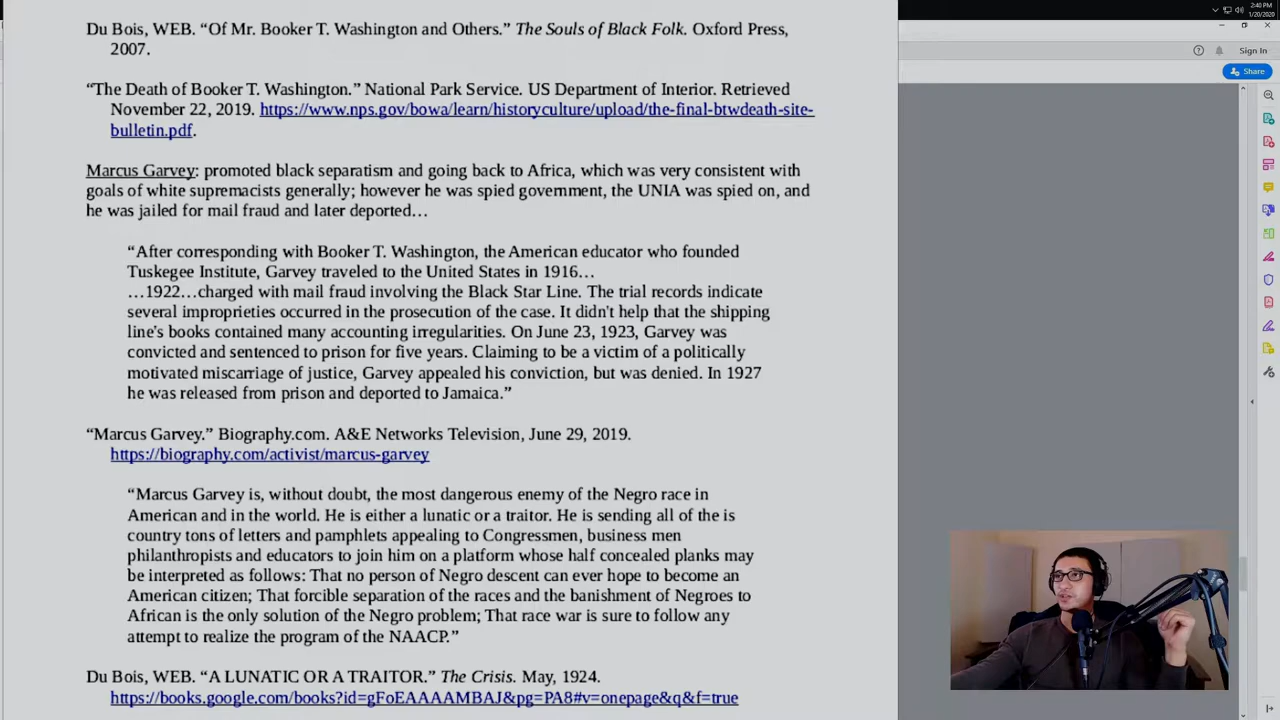 2:40 PM
1/20/2020
Sign In
Share
Du Bois, WEB. “Of Mr. Booker T. Washington and Others.” The Souls of Black Folk. Oxford Press,
2007.
“The Death of Booker T. Washington.” National Park Service. US Department of Interior. Retrieved
November 22, 2019. https://www.nps.gov/bowa/learn/historyculture/upload/the-final-btwdeath-site-
bulletin.pdf.
Marcus Garvey: promoted black separatism and going back to Africa, which was very consistent with
goals of white supremacists generally; however he was spied government, the UNIA was spied on, and
he was jailed for mail fraud and later deported…
“After corresponding with Booker T. Washington, the American educator who founded
Tuskegee Institute, Garvey traveled to the United States in 1916…
…1922…charged with mail fraud involving the Black Star Line. The trial records indicate
several improprieties occurred in the prosecution of the case. It didn't help that the shipping
line's books contained many accounting irregularities. On June 23, 1923, Garvey was
convicted and sentenced to prison for five years. Claiming to be a victim of a politically
motivated miscarriage of justice, Garvey appealed his conviction, but was denied. In 1927
he was released from prison and deported to Jamaica.”
“Marcus Garvey.” Biography.com. A&E Networks Television, June 29, 2019.
https://biography.com/activist/marcus-garvey
“Marcus Garvey is, without doubt, the most dangerous enemy of the Negro race in
American and in the world. He is either a lunatic or a traitor. He is sending all of the is
country tons of letters and pamphlets appealing to Congressmen, business men
philanthropists and educators to join him on a platform whose half concealed planks may
be interpreted as follows: That no person of Negro descent can ever hope to become an
American citizen; That forcible separation of the races and the banishment of Negroes to
African is the only solution of the Negro problem; That race war is sure to follow any
attempt to realize the program of the NAACP.”
Du Bois, WEB. “A LUNATIC OR A TRAITOR.” The Crisis. May, 1924.
https://books.google.com/books?id=gFoEAAAAMBAJ&pg=PA8#v=onepage&q&f=true